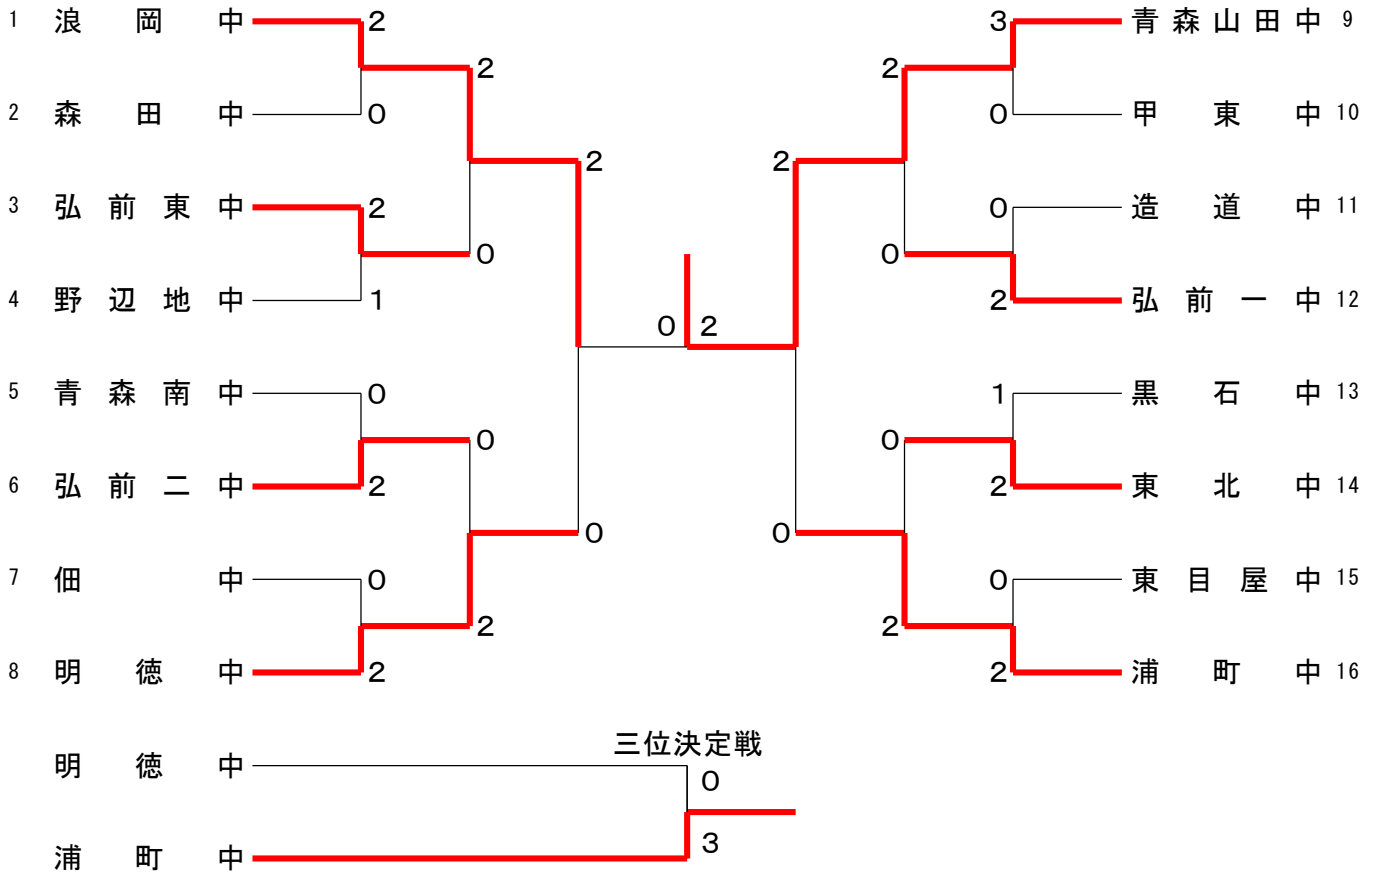 1 浪岡中 2 3 青森山田中 9
2 2
2 森田中 0 0 甲東中 10
2 2
3 弘前東中 2 0 造道中 11
0 0
4 野辺地中 1 2 弘前一中 12
0 2
5 青森南中 0 1 黒石中 13
0 0
6 弘前二中 2 2 東北中 14
0 0
7 佃中 0 0 東目屋中 15
2 2
8 明徳中 2 2 浦町中 16
三位決定戦
明徳中 0
浦町中 3